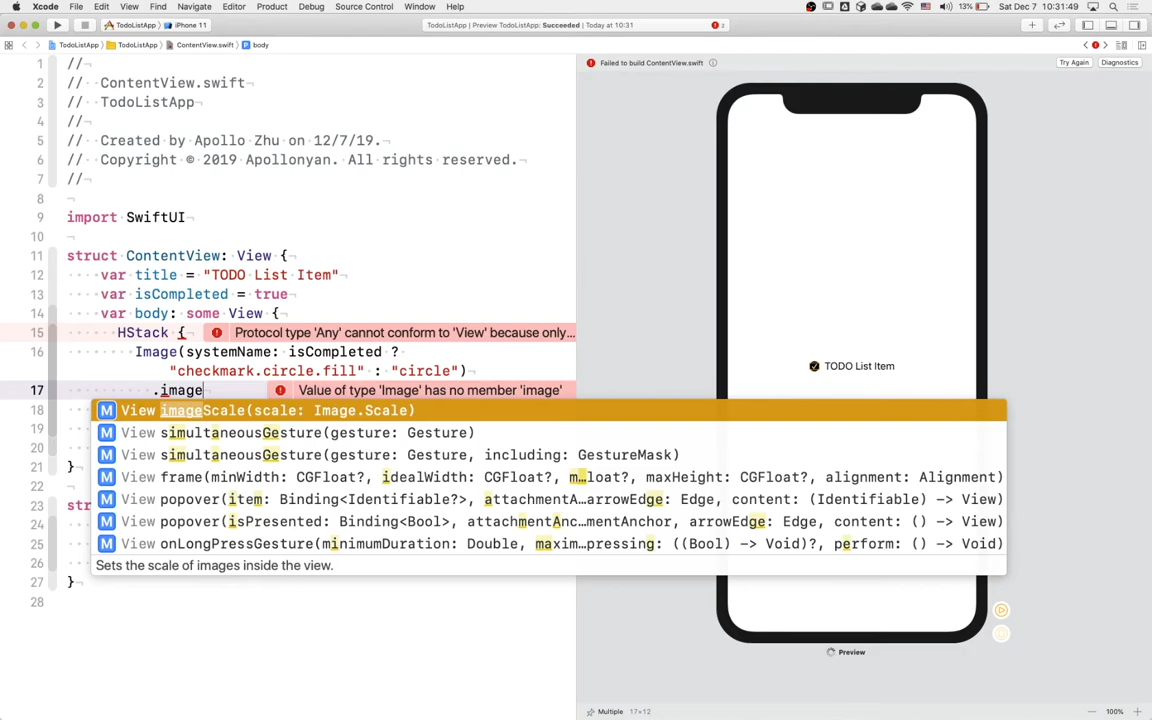 Xcode File Edit View Find Navigate Editor Product Debug Source Control Window Help 13% Sat Dec 7 10:31:49
TodoListApp iPhone 11 TodoListApp | Preview TodoListApp: Succeeded | Today at 10:31 2
TodoListApp TodoListApp ContentView.swift body
Failed to build ContentView.swift Try Again Diagnostics
1 //
2 // ContentView.swift
3 // TodoListApp
4 //
5 // Created by Apollo Zhu on 12/7/19.
6 // Copyright © 2019 Apollonyan. All rights reserved.
7 //
8
9 import SwiftUI
10
11 struct ContentView: View {
12 var title = "TODO List Item"
13 var isCompleted = true
14 var body: some View {
15 HStack { Protocol type 'Any' cannot conform to 'View' because only...
16 Image(systemName: isCompleted ?
"checkmark.circle.fill" : "circle")
17 .image Value of type 'Image' has no member 'image'
18
19
20
21 }
22
23 str
24
25
26
27 }
28
M View imageScale(scale: Image.Scale)
M View simultaneousGesture(gesture: Gesture)
M View simultaneousGesture(gesture: Gesture, including: GestureMask)
M View frame(minWidth: CGFloat?, idealWidth: CGFloat?, m…loat?, maxHeight: CGFloat?, alignment: Alignment)
M View popover(item: Binding<Identifiable?>, attachmentA…arrowEdge: Edge, content: (Identifiable) -> View)
M View popover(isPresented: Binding<Bool>, attachmentAnc…mentAnchor, arrowEdge: Edge, content: () -> View)
M View onLongPressGesture(minimumDuration: Double, maxim…pressing: ((Bool) -> Void)?, perform: () -> Void)
Sets the scale of images inside the view.
TODO List Item
Preview
Multiple 17×12 100%